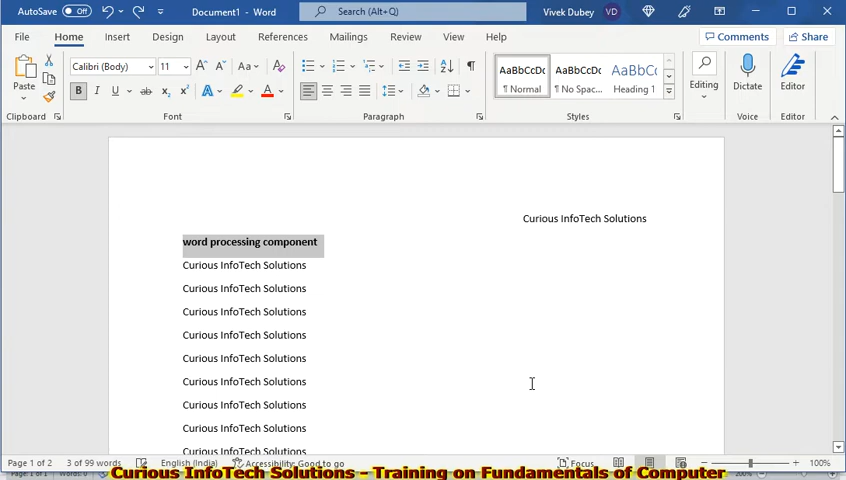 AutoSave Off Document1 - Word Search (Alt+Q) Vivek Dubey VD
File Home Insert Design Layout References Mailings Review View Help Comments Share
Paste Calibri (Body) 11 A A Aa A AaBbCcDc AaBbCcDc AaBbCc Editing Dictate Editor
B I U ab x₂ x² A A ¶ Normal ¶ No Spac... Heading 1
Clipboard Font Paragraph Styles Voice Editor
Curious InfoTech Solutions
word processing component
Curious InfoTech Solutions
Curious InfoTech Solutions
Curious InfoTech Solutions
Curious InfoTech Solutions
Curious InfoTech Solutions
Curious InfoTech Solutions
Curious InfoTech Solutions
Curious InfoTech Solutions
Curious InfoTech Solutions
Page 1 of 2 3 of 99 words English (India) Accessibility: Good to go Focus 100%
Curious InfoTech Solutions - Training on Fundamentals of Computer